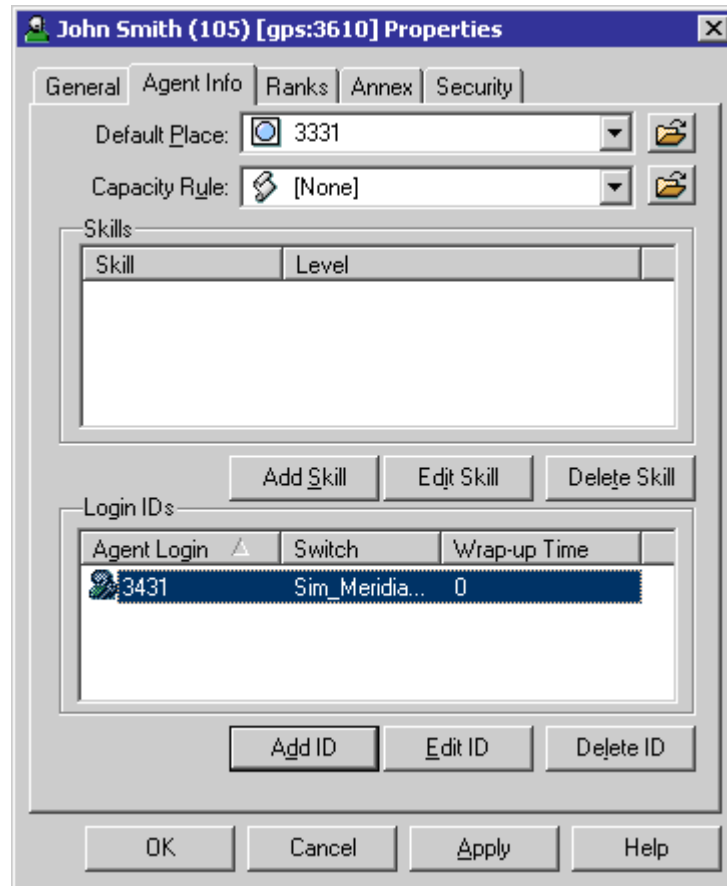 John Smith (105) [gps:3610] Properties
General Agent Info Ranks Annex Security
Default Place: 3331
Capacity Rule: [None]
Skills
Skill Level
Add Skill Edit Skill Delete Skill
Login IDs
Agent Login Switch Wrap-up Time
3431 Sim_Meridia... 0
Add ID Edit ID Delete ID
OK Cancel Apply Help